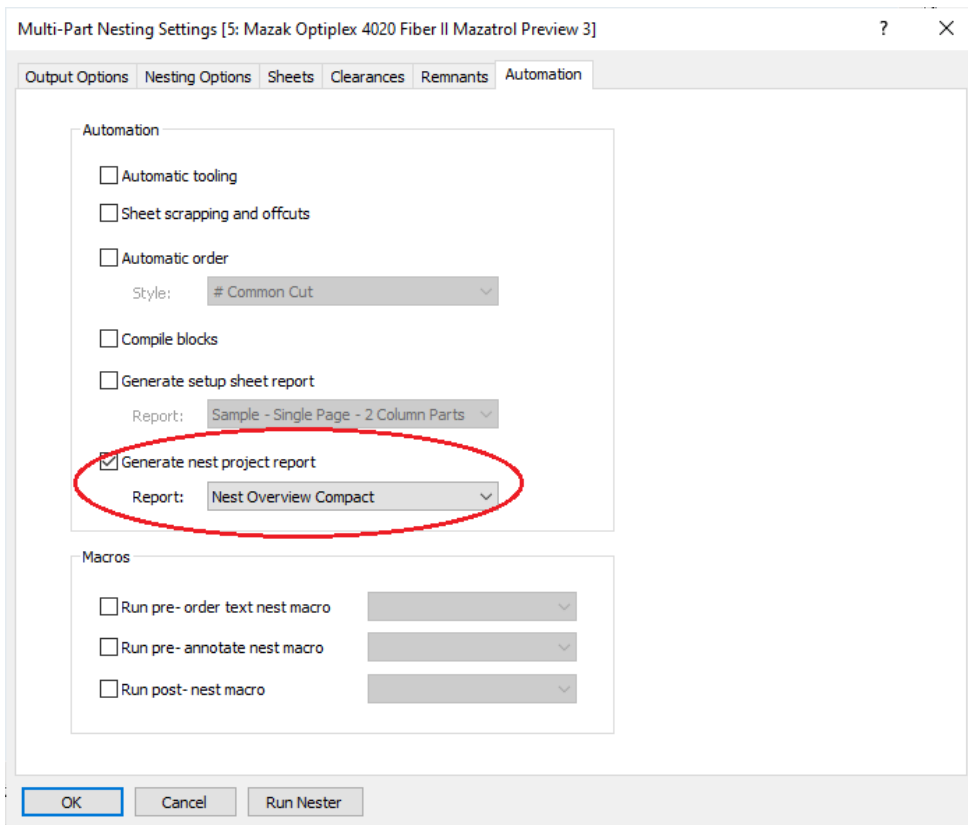 Multi-Part Nesting Settings [5: Mazak Optiplex 4020 Fiber II Mazatrol Preview 3] ?
Output Options Nesting Options Sheets Clearances Remnants Automation
Automation
Automatic tooling
Sheet scrapping and offcuts
Automatic order
Style: # Common Cut
Compile blocks
Generate setup sheet report
Report: Sample - Single Page - 2 Column Parts
Generate nest project report
Report: Nest Overview Compact
Macros
Run pre- order text nest macro
Run pre- annotate nest macro
Run post- nest macro
OK Cancel Run Nester